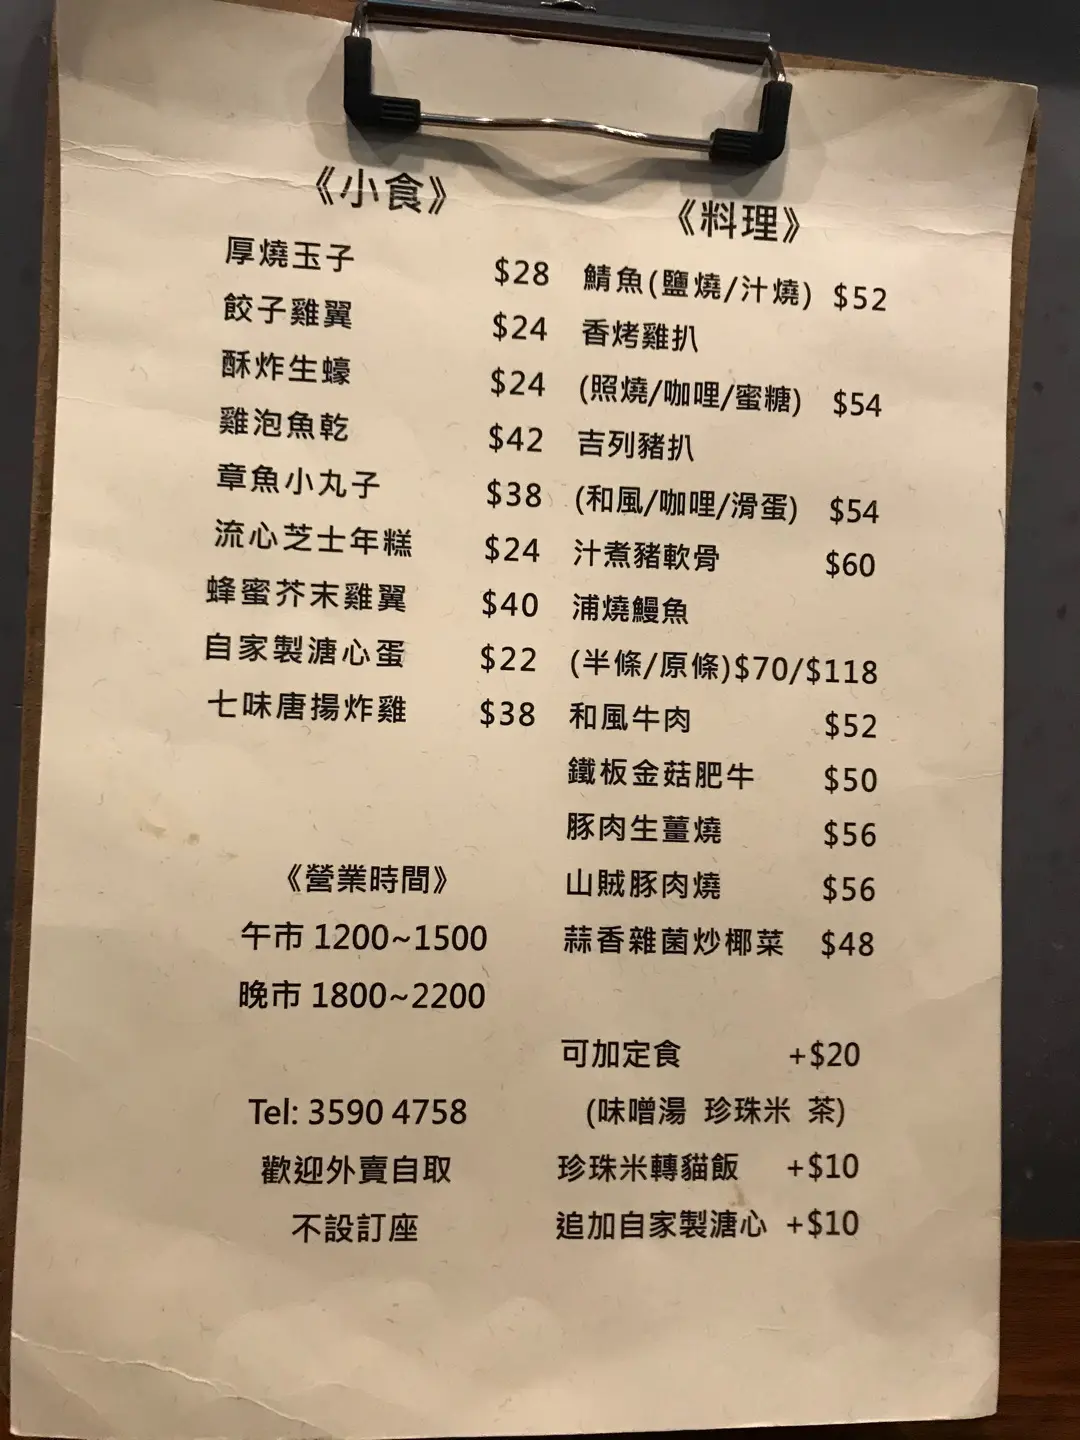 《小食》
厚燒玉子 $28
餃子雞翼 $24
酥炸生蠔 $24
雞泡魚乾 $42
章魚小丸子 $38
流心芝士年糕 $24
蜂蜜芥末雞翼 $40
自家製溏心蛋 $22
七味唐揚炸雞 $38
《營業時間》
午市 1200~1500
晚市 1800~2200
Tel: 3590 4758
歡迎外賣自取
不設訂座
《料理》
鯖魚(鹽燒/汁燒) $52
香烤雞扒
(照燒/咖哩/蜜糖) $54
吉列豬扒
(和風/咖哩/滑蛋) $54
汁煮豬軟骨 $60
浦燒鰻魚
(半條/原條)$70/$118
和風牛肉 $52
鐵板金菇肥牛 $50
豚肉生薑燒 $56
山賊豚肉燒 $56
蒜香雜菌炒椰菜 $48
可加定食 +$20
(味噌湯 珍珠米 茶)
珍珠米轉貓飯 +$10
追加自家製溏心 +$10